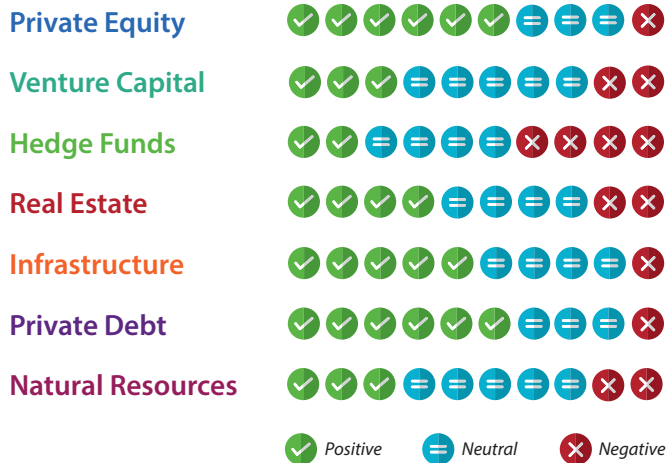 Private Equity
Venture Capital
Hedge Funds
Real Estate
Infrastructure
Private Debt
Natural Resources
Positive Neutral Negative